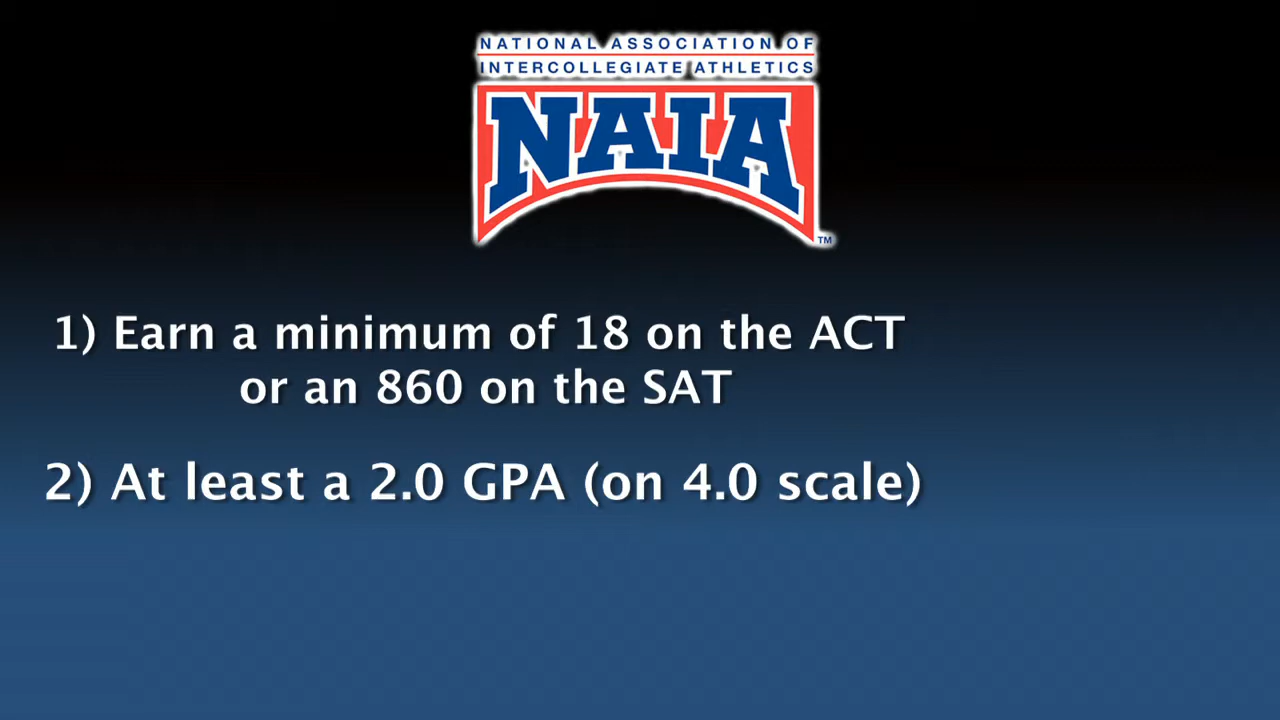 NATIONAL ASSOCIATION OF
INTERCOLLEGIATE ATHLETICS
NAIA
TM
1) Earn a minimum of 18 on the ACT
or an 860 on the SAT
2) At least a 2.0 GPA (on 4.0 scale)